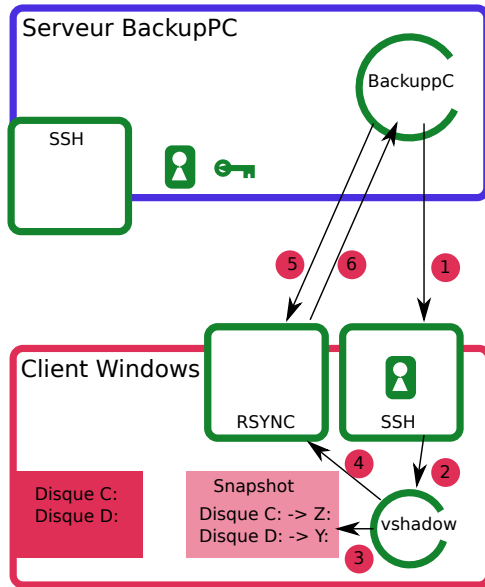 Serveur BackupPC
BackuppC
SSH
5
6
1
Client Windows
RSYNC
SSH
4
2
Disque C:
Disque D:
Snapshot
Disque C: -> Z:
Disque D: -> Y:
vshadow
3